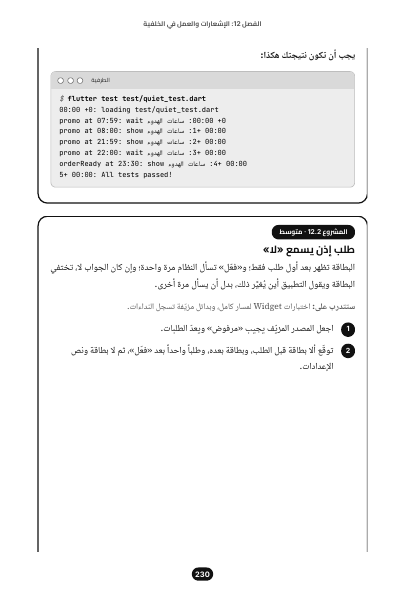 الفصل 12: الإشعارات والعمل في الخلفية
يجب أن تكون نتيجتك هكذا:
الطرفية
$ flutter test test/quiet_test.dart
00:00 +0: loading test/quiet_test.dart
promo at 07:59: wait ساعات الهدوء :00:00 +0
promo at 08:00: show ساعات الهدوء :1+ 00:00
promo at 21:59: show ساعات الهدوء :2+ 00:00
promo at 22:00: wait ساعات الهدوء :3+ 00:00
orderReady at 23:30: show ساعات الهدوء :4+ 00:00
5+ 00:00: All tests passed!
المشروع 12.2 · متوسط
طلب إذن يسمع «لا»
البطاقة تظهر بعد أول طلب فقط؛ و«فعّل» تسأل النظام مرة واحدة؛ وإن كان الجواب لا، تختفي
البطاقة ويقول التطبيق أين يُغيَّر ذلك، بدل أن يسأل مرة أخرى.
ستتدرب على: اختبارات Widget لمسار كامل، وبدائل مزيّفة تسجل النداءات.
1 اجعل المصدر المزيّف يجيب «مرفوض» ويعدّ الطلبات.
2 توقّع ألا بطاقة قبل الطلب، وبطاقة بعده، وطلباً واحداً بعد «فعّل»، ثم لا بطاقة ونص
الإعدادات.
230